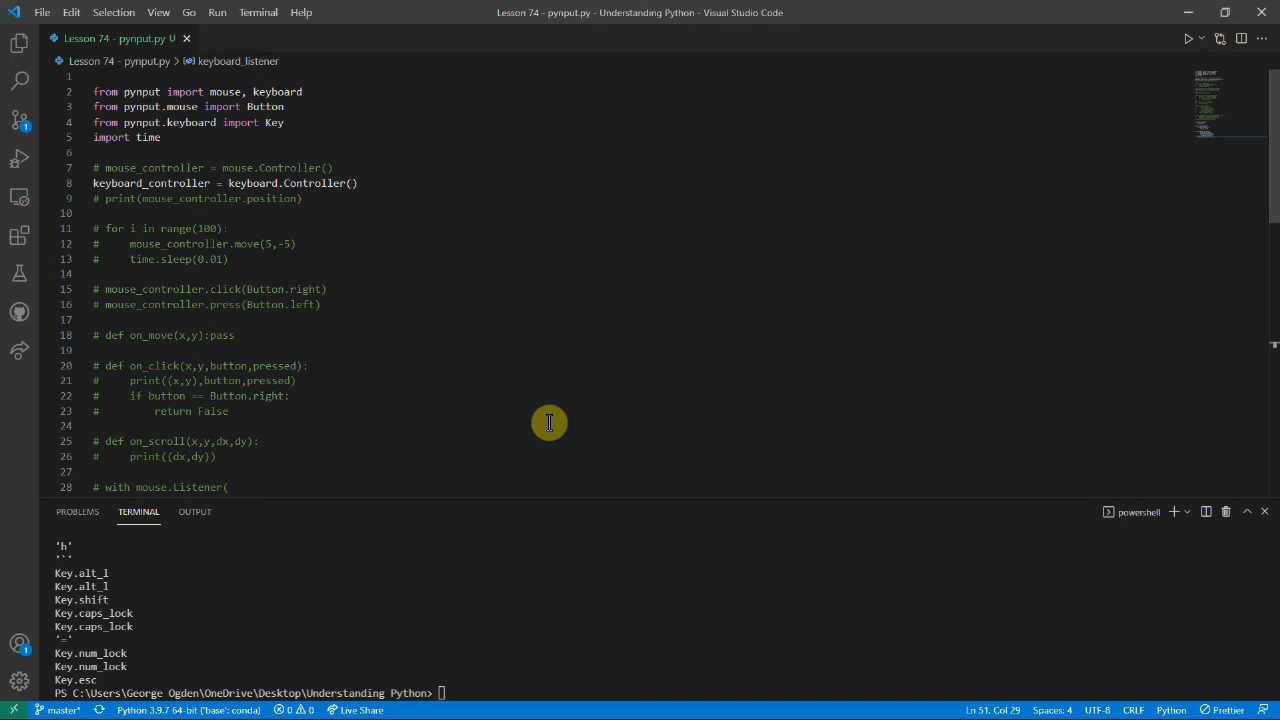 File Edit Selection View Go Run Terminal Help
Lesson 74 - pynput.py - Understanding Python - Visual Studio Code
Lesson 74 - pynput.py U
Lesson 74 - pynput.py > keyboard_listener
1
2 from pynput import mouse, keyboard
3 from pynput.mouse import Button
4 from pynput.keyboard import Key
5 import time
6
7 # mouse_controller = mouse.Controller()
8 keyboard_controller = keyboard.Controller()
9 # print(mouse_controller.position)
10
11 # for i in range(100):
12 #     mouse_controller.move(5,-5)
13 #     time.sleep(0.01)
14
15 # mouse_controller.click(Button.right)
16 # mouse_controller.press(Button.left)
17
18 # def on_move(x,y):pass
19
20 # def on_click(x,y,button,pressed):
21 #     print((x,y),button,pressed)
22 #     if button == Button.right:
23 #         return False
24
25 # def on_scroll(x,y,dx,dy):
26 #     print((dx,dy))
27
28 # with mouse.Listener(
PROBLEMS TERMINAL OUTPUT
powershell
'h'
'`'
Key.alt_l
Key.alt_l
Key.shift
Key.caps_lock
Key.caps_lock
'='
Key.num_lock
Key.num_lock
Key.esc
PS C:\Users\George Ogden\OneDrive\Desktop\Understanding Python>
master* Python 3.9.7 64-bit ('base': conda) 0 0 Live Share Ln 51, Col 29 Spaces: 4 UTF-8 CRLF Python Prettier